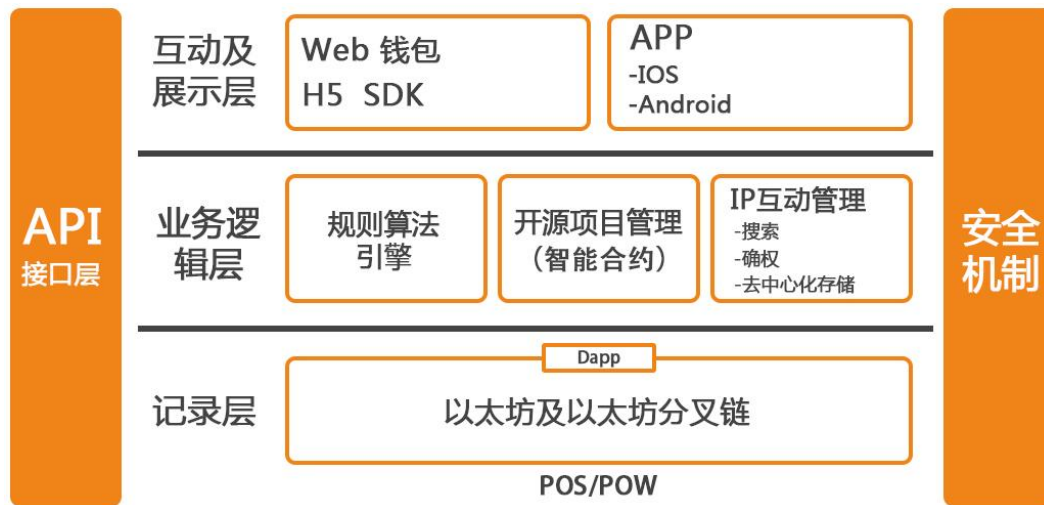 API
接口层
互动及
展示层
Web 钱包
H5 SDK
APP
-IOS
-Android
业务逻
辑层
规则算法
引擎
开源项目管理
(智能合约)
IP互动管理
-搜索
-确权
-去中心化存储
记录层
Dapp
以太坊及以太坊分叉链
POS/POW
安全
机制